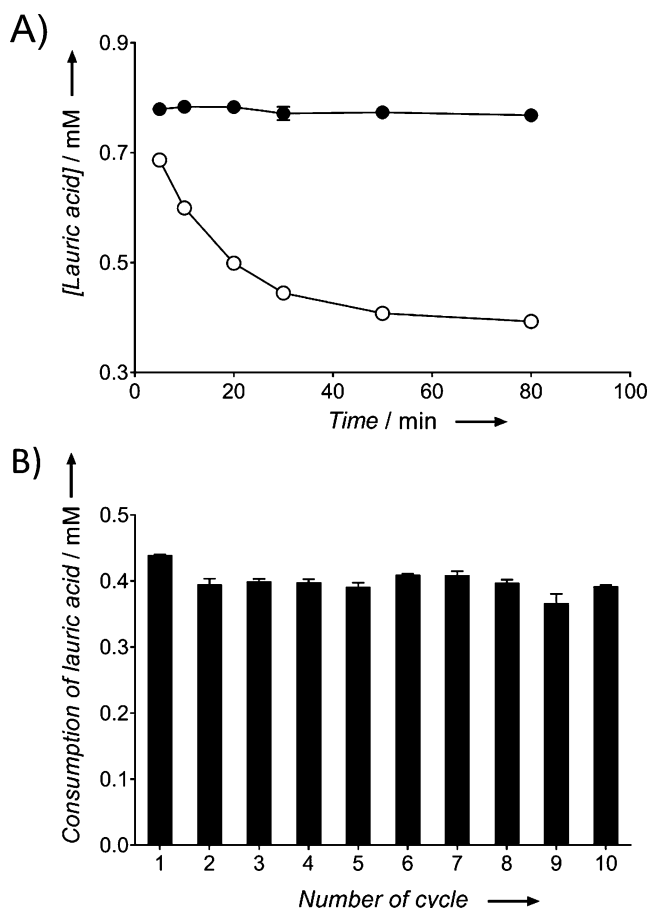 A)
[Lauric acid] / mM
0.9
0.7
0.5
0.3
0 20 40 60 80 100
Time / min
B)
Consumption of lauric acid / mM
0.5
0.4
0.3
0.2
0.1
0.0
1 2 3 4 5 6 7 8 9 10
Number of cycle